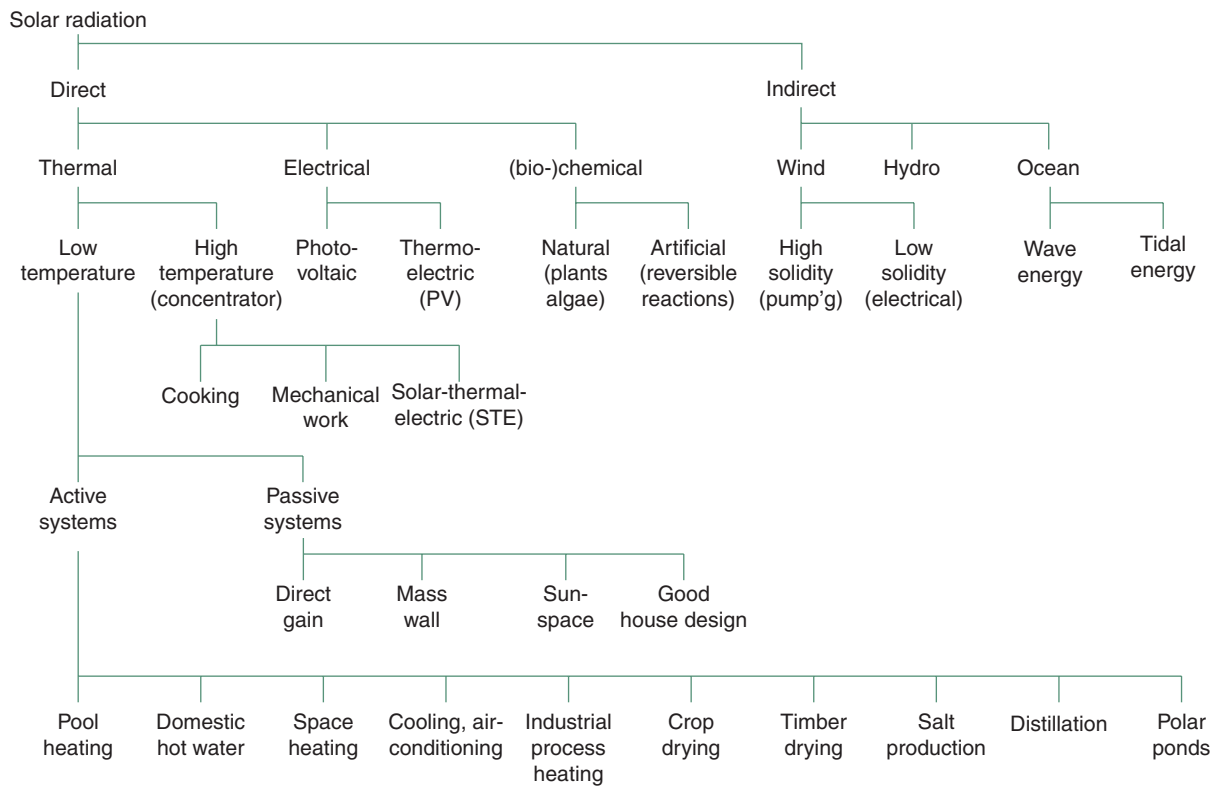 Solar radiation
Direct
Indirect
Thermal
Electrical
(bio-)chemical
Wind
Hydro
Ocean
Low
temperature
High
temperature
(concentrator)
Photo-
voltaic
Thermo-
electric
(PV)
Natural
(plants
algae)
Artificial
(reversible
reactions)
High
solidity
(pump'g)
Low
solidity
(electrical)
Wave
energy
Tidal
energy
Cooking
Mechanical
work
Solar-thermal-
electric (STE)
Active
systems
Passive
systems
Direct
gain
Mass
wall
Sun-
space
Good
house design
Pool
heating
Domestic
hot water
Space
heating
Cooling, air-
conditioning
Industrial
process
heating
Crop
drying
Timber
drying
Salt
production
Distillation
Polar
ponds